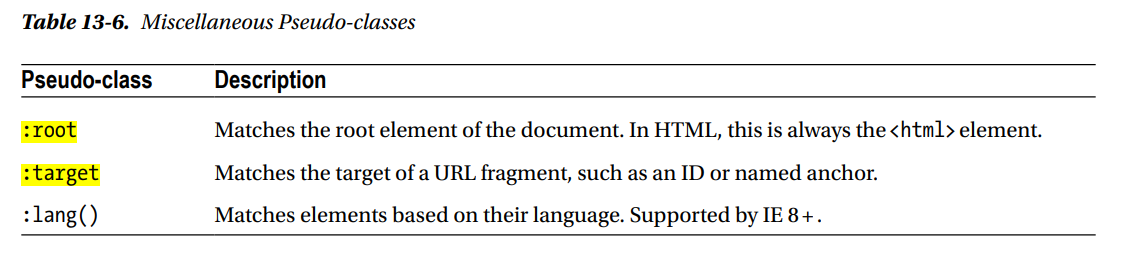 Table 13-6. Miscellaneous Pseudo-classes
Pseudo-class Description
:root Matches the root element of the document. In HTML, this is always the <html> element.
:target Matches the target of a URL fragment, such as an ID or named anchor.
:lang() Matches elements based on their language. Supported by IE 8+.